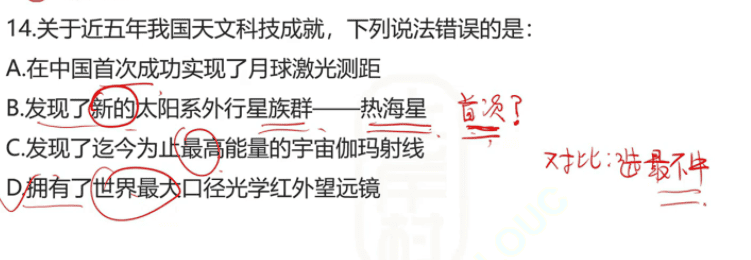 14.关于近五年我国天文科技成就，下列说法错误的是：
A.在中国首次成功实现了月球激光测距
B.发现了新的太阳系外行星族群——热海星 首次？
C.发现了迄今为止最高能量的宇宙伽玛射线
对比：选最不中
D.拥有了世界最大口径光学红外望远镜
OUC